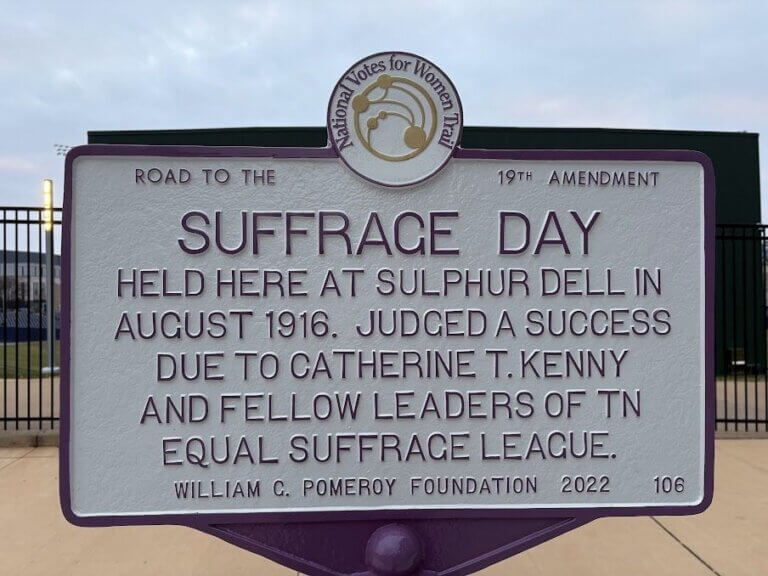 National Votes for Women Trail
ROAD TO THE 19TH AMENDMENT
SUFFRAGE DAY
HELD HERE AT SULPHUR DELL IN
AUGUST 1916. JUDGED A SUCCESS
DUE TO CATHERINE T. KENNY
AND FELLOW LEADERS OF TN
EQUAL SUFFRAGE LEAGUE.
WILLIAM G. POMEROY FOUNDATION 2022 106